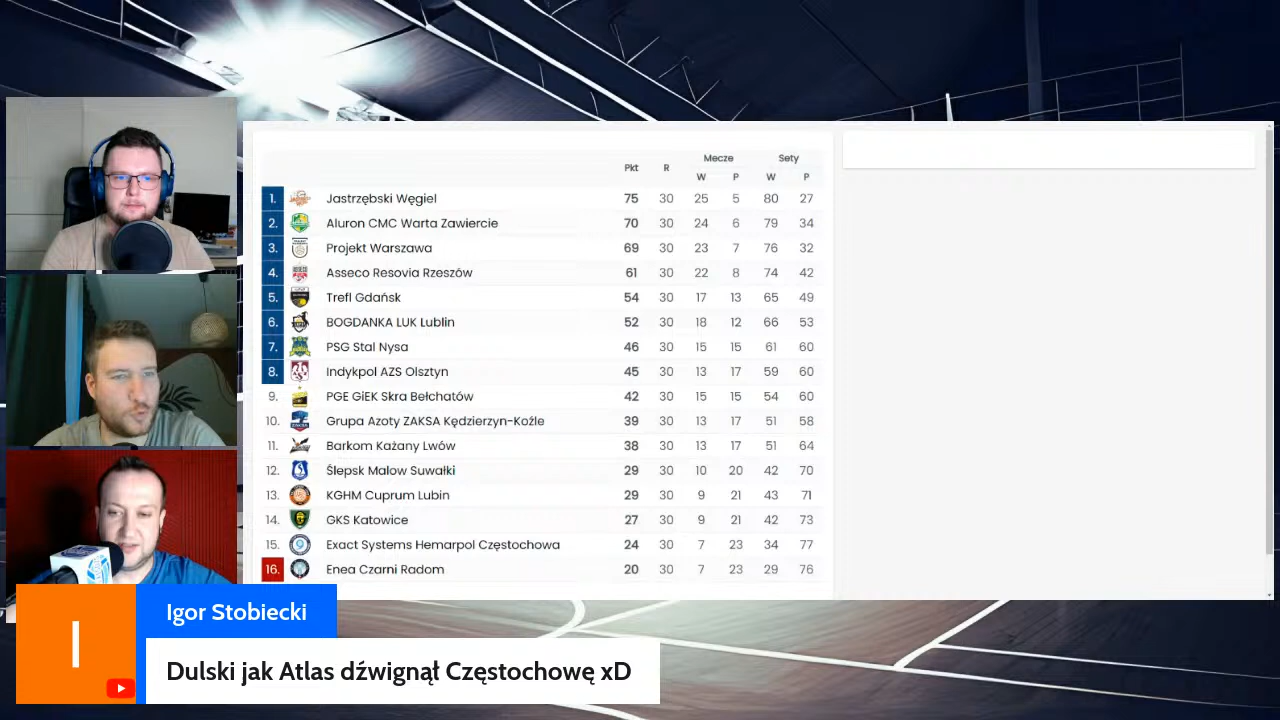 Mecze Sety
Pkt R W P W P
1. Jastrzębski Węgiel 75 30 25 5 80 27
2. Aluron CMC Warta Zawiercie 70 30 24 6 79 34
3. Projekt Warszawa 69 30 23 7 76 32
4. Asseco Resovia Rzeszów 61 30 22 8 74 42
5. Trefl Gdańsk 54 30 17 13 65 49
6. BOGDANKA LUK Lublin 52 30 18 12 66 53
7. PSG Stal Nysa 46 30 15 15 61 60
8. Indykpol AZS Olsztyn 45 30 13 17 59 60
9. PGE GiEK Skra Bełchatów 42 30 15 15 54 60
10. Grupa Azoty ZAKSA Kędzierzyn-Koźle 39 30 13 17 51 58
11. Barkom Każany Lwów 38 30 13 17 51 64
12. Ślepsk Malow Suwałki 29 30 10 20 42 70
13. KGHM Cuprum Lubin 29 30 9 21 43 71
14. GKS Katowice 27 30 9 21 42 73
15. Exact Systems Hemarpol Częstochowa 24 30 7 23 34 77
16. Enea Czarni Radom 20 30 7 23 29 76
I
Igor Stobiecki
Dulski jak Atlas dźwignął Częstochowę xD